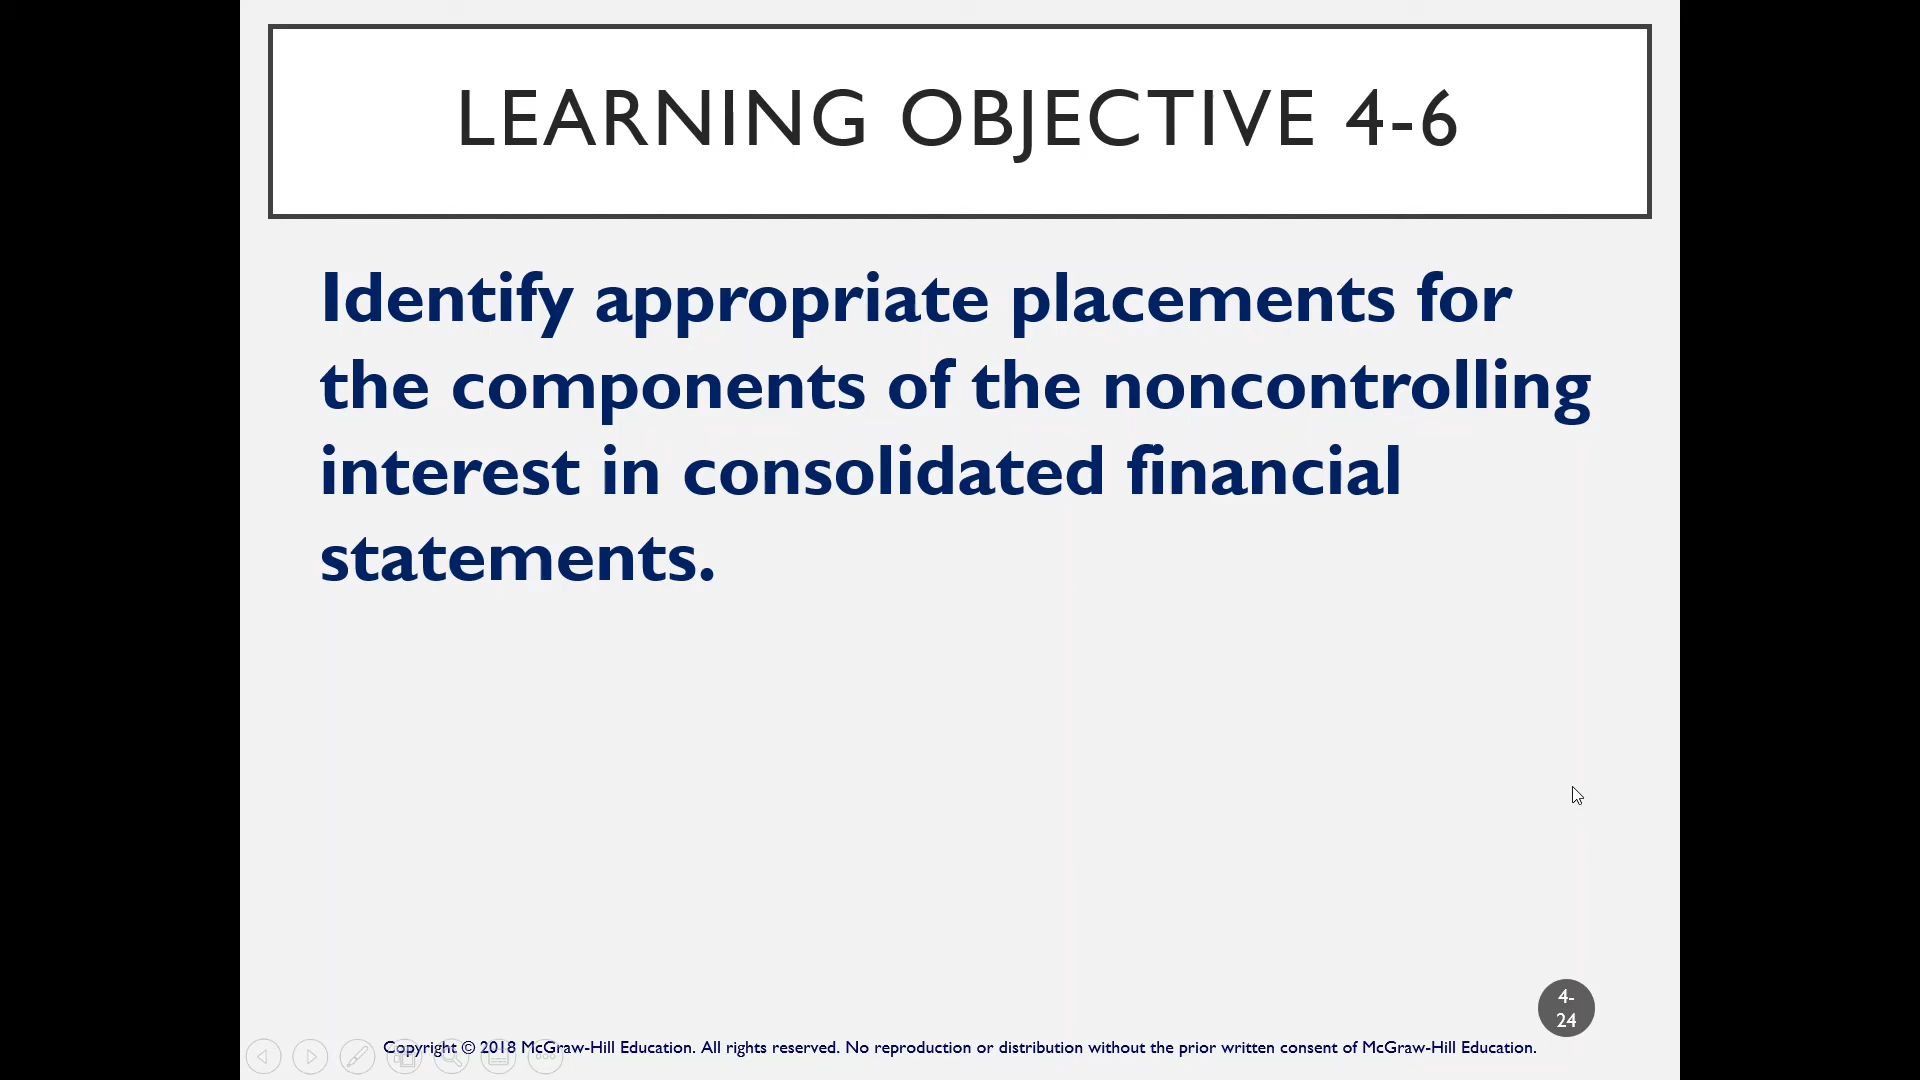 LEARNING OBJECTIVE 4-6
Identify appropriate placements for
the components of the noncontrolling
interest in consolidated financial
statements.
4-
24
Copyright © 2018 McGraw-Hill Education. All rights reserved. No reproduction or distribution without the prior written consent of McGraw-Hill Education.